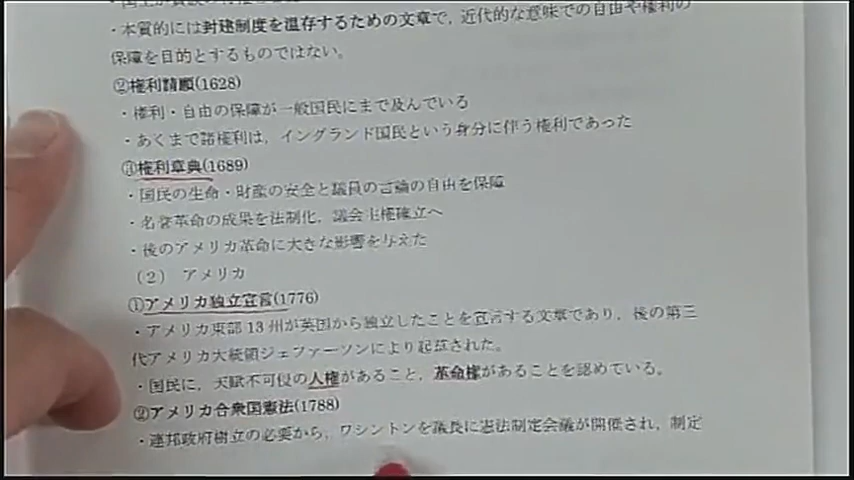 ・本質的には封建制度を温存するための文章で，近代的な意味での自由や権利の
保障を目的とするものではない。
②権利請願(1628)
・権利・自由の保障が一般国民にまで及んでいる
・あくまで諸権利は，イングランド国民という身分に伴う権利であった
③権利章典(1689)
・国民の生命・財産の安全と議員の言論の自由を保障
・名誉革命の成果を法制化，議会主権確立へ
・後のアメリカ革命に大きな影響を与えた
（2） アメリカ
①アメリカ独立宣言(1776)
・アメリカ東部 13 州が英国から独立したことを宣言する文章であり，後の第三
代アメリカ大統領ジェファーソンにより起草された。
・国民に，天賦不可侵の人権があること，革命権があることを認めている。
②アメリカ合衆国憲法(1788)
・連邦政府樹立の必要から，ワシントンを議長に憲法制定会議が開催され，制定